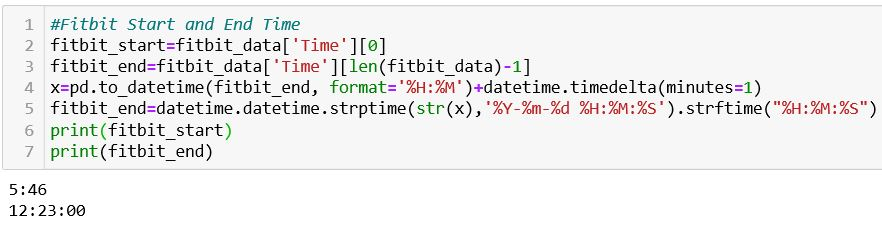 1 #Fitbit Start and End Time
2 fitbit_start=fitbit_data['Time'][0]
3 fitbit_end=fitbit_data['Time'][len(fitbit_data)-1]
4 x=pd.to_datetime(fitbit_end, format='%H:%M')+datetime.timedelta(minutes=1)
5 fitbit_end=datetime.datetime.strptime(str(x),'%Y-%m-%d %H:%M:%S').strftime("%H:%M:%S")
6 print(fitbit_start)
7 print(fitbit_end)
5:46
12:23:00